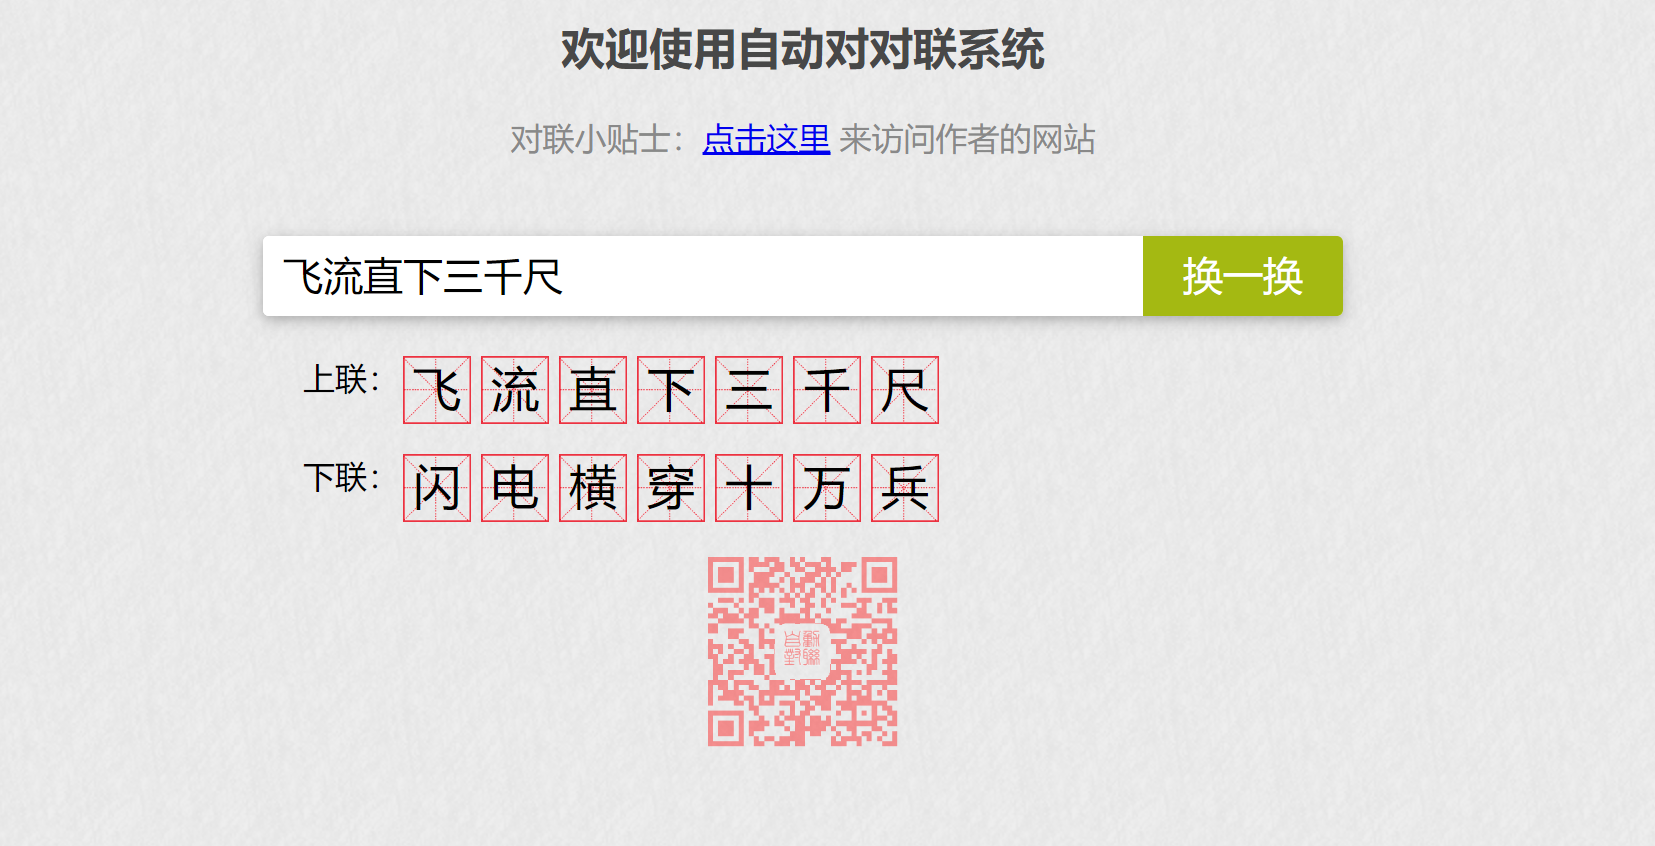 欢迎使用自动对对联系统
对联小贴士：点击这里 来访问作者的网站
飞流直下三千尺 换一换
上联： 飞流直下三千尺
下联： 闪电横穿十万兵